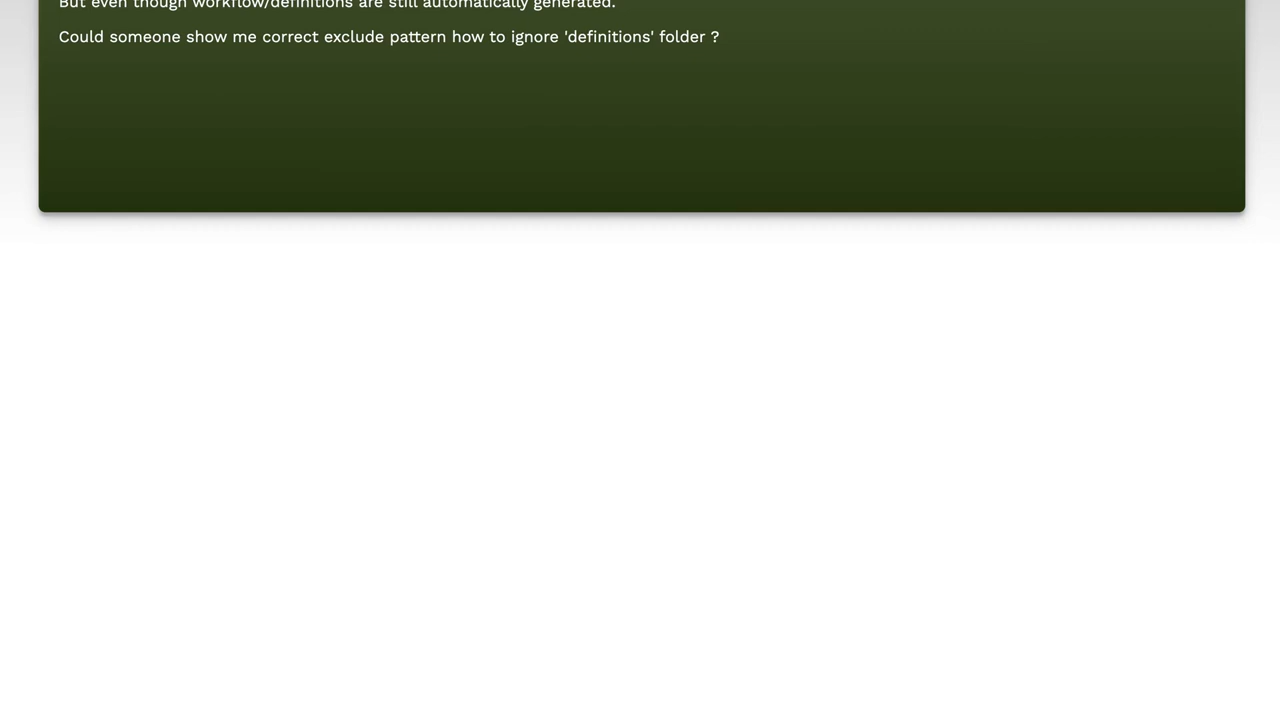 But even though workflow/definitions are still automatically generated.
Could someone show me correct exclude pattern how to ignore 'definitions' folder ?